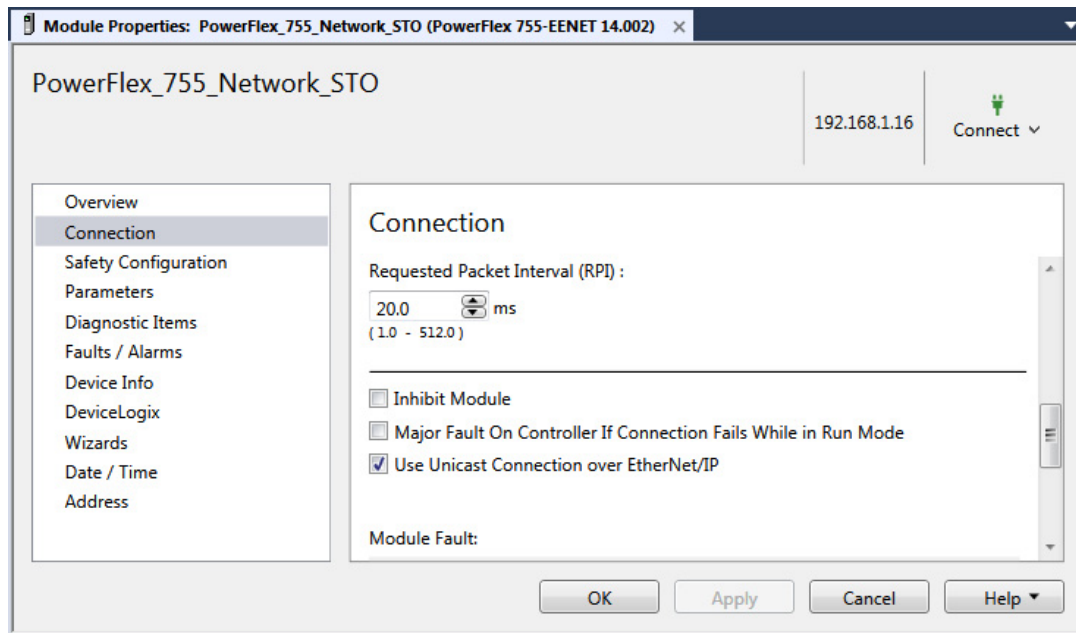 Module Properties: PowerFlex_755_Network_STO (PowerFlex 755-EENET 14.002)
PowerFlex_755_Network_STO
192.168.1.16
Connect
Overview
Connection
Safety Configuration
Parameters
Diagnostic Items
Faults / Alarms
Device Info
DeviceLogix
Wizards
Date / Time
Address
Connection
Requested Packet Interval (RPI) :
20.0 ms
( 1.0 - 512.0 )
Inhibit Module
Major Fault On Controller If Connection Fails While in Run Mode
Use Unicast Connection over EtherNet/IP
Module Fault:
OK
Apply
Cancel
Help